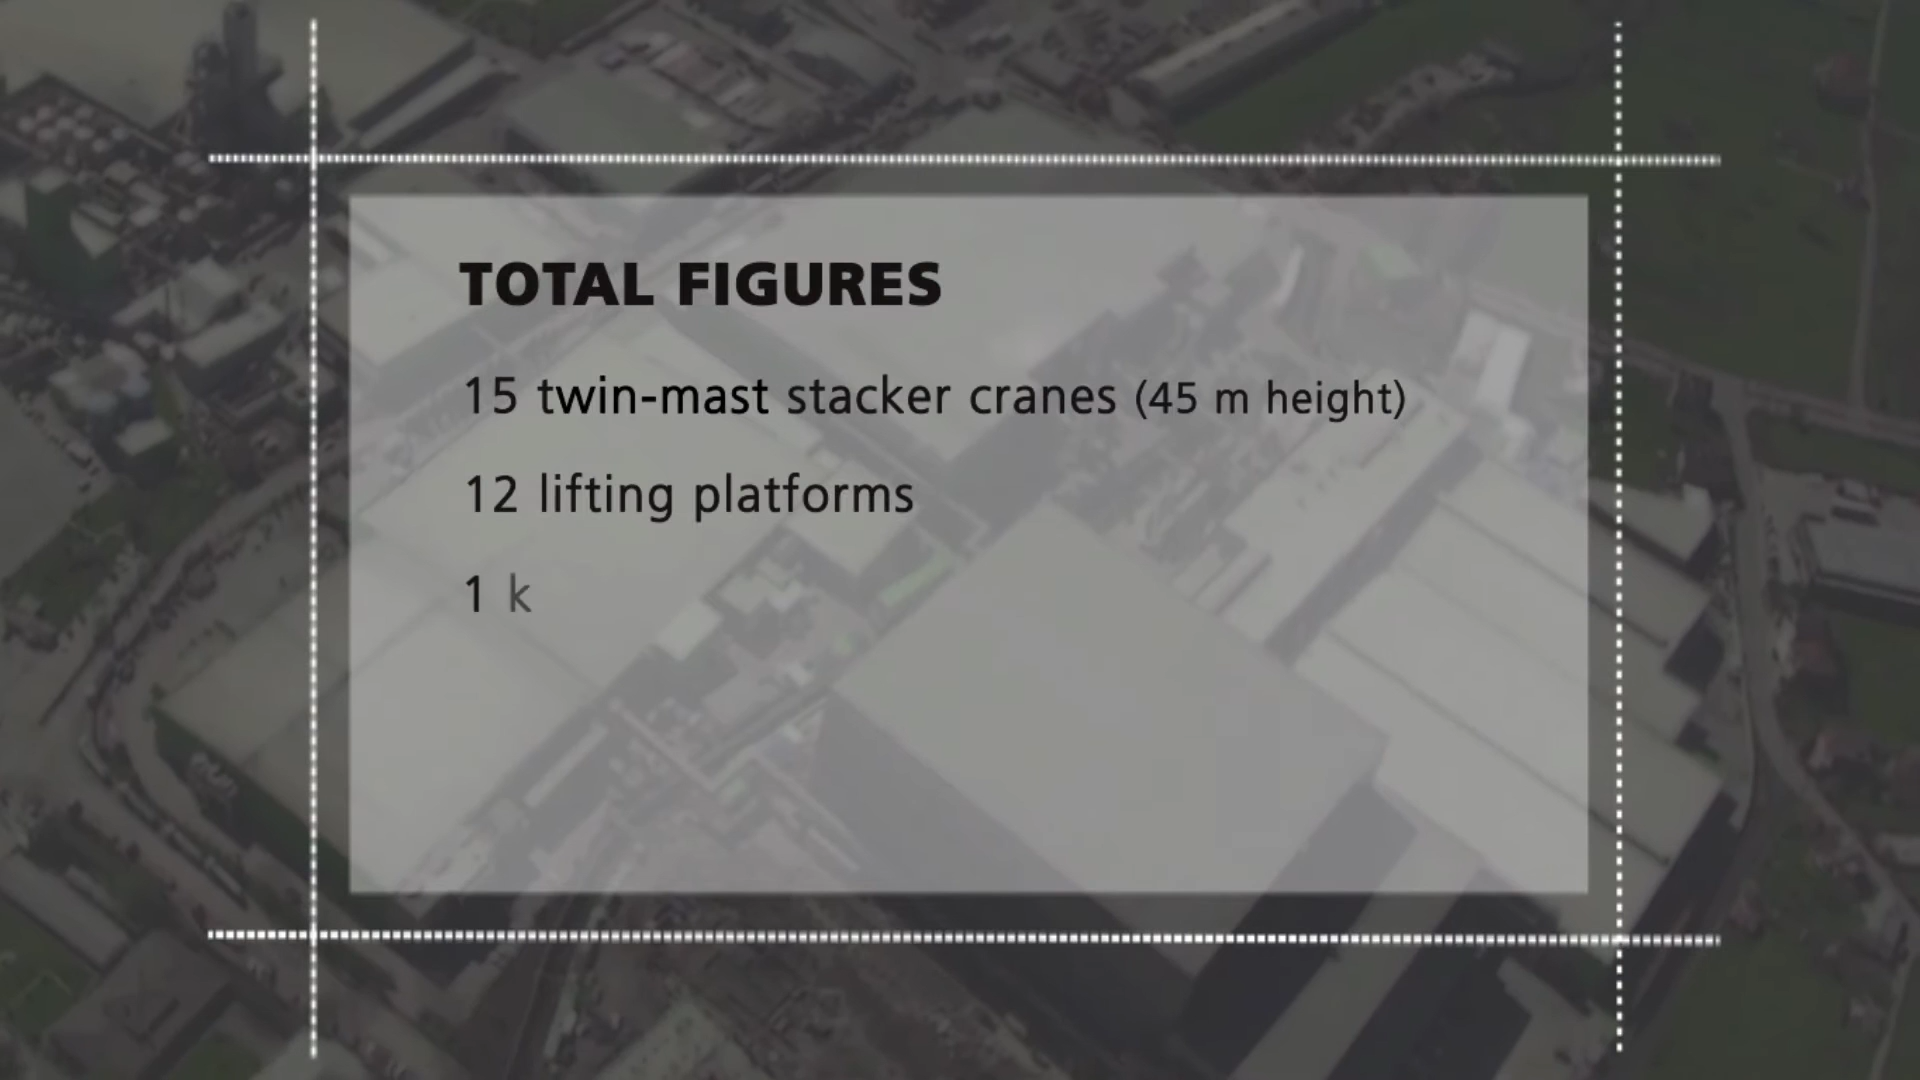 TOTAL FIGURES
15 twin-mast stacker cranes (45 m height)
12 lifting platforms
1 k